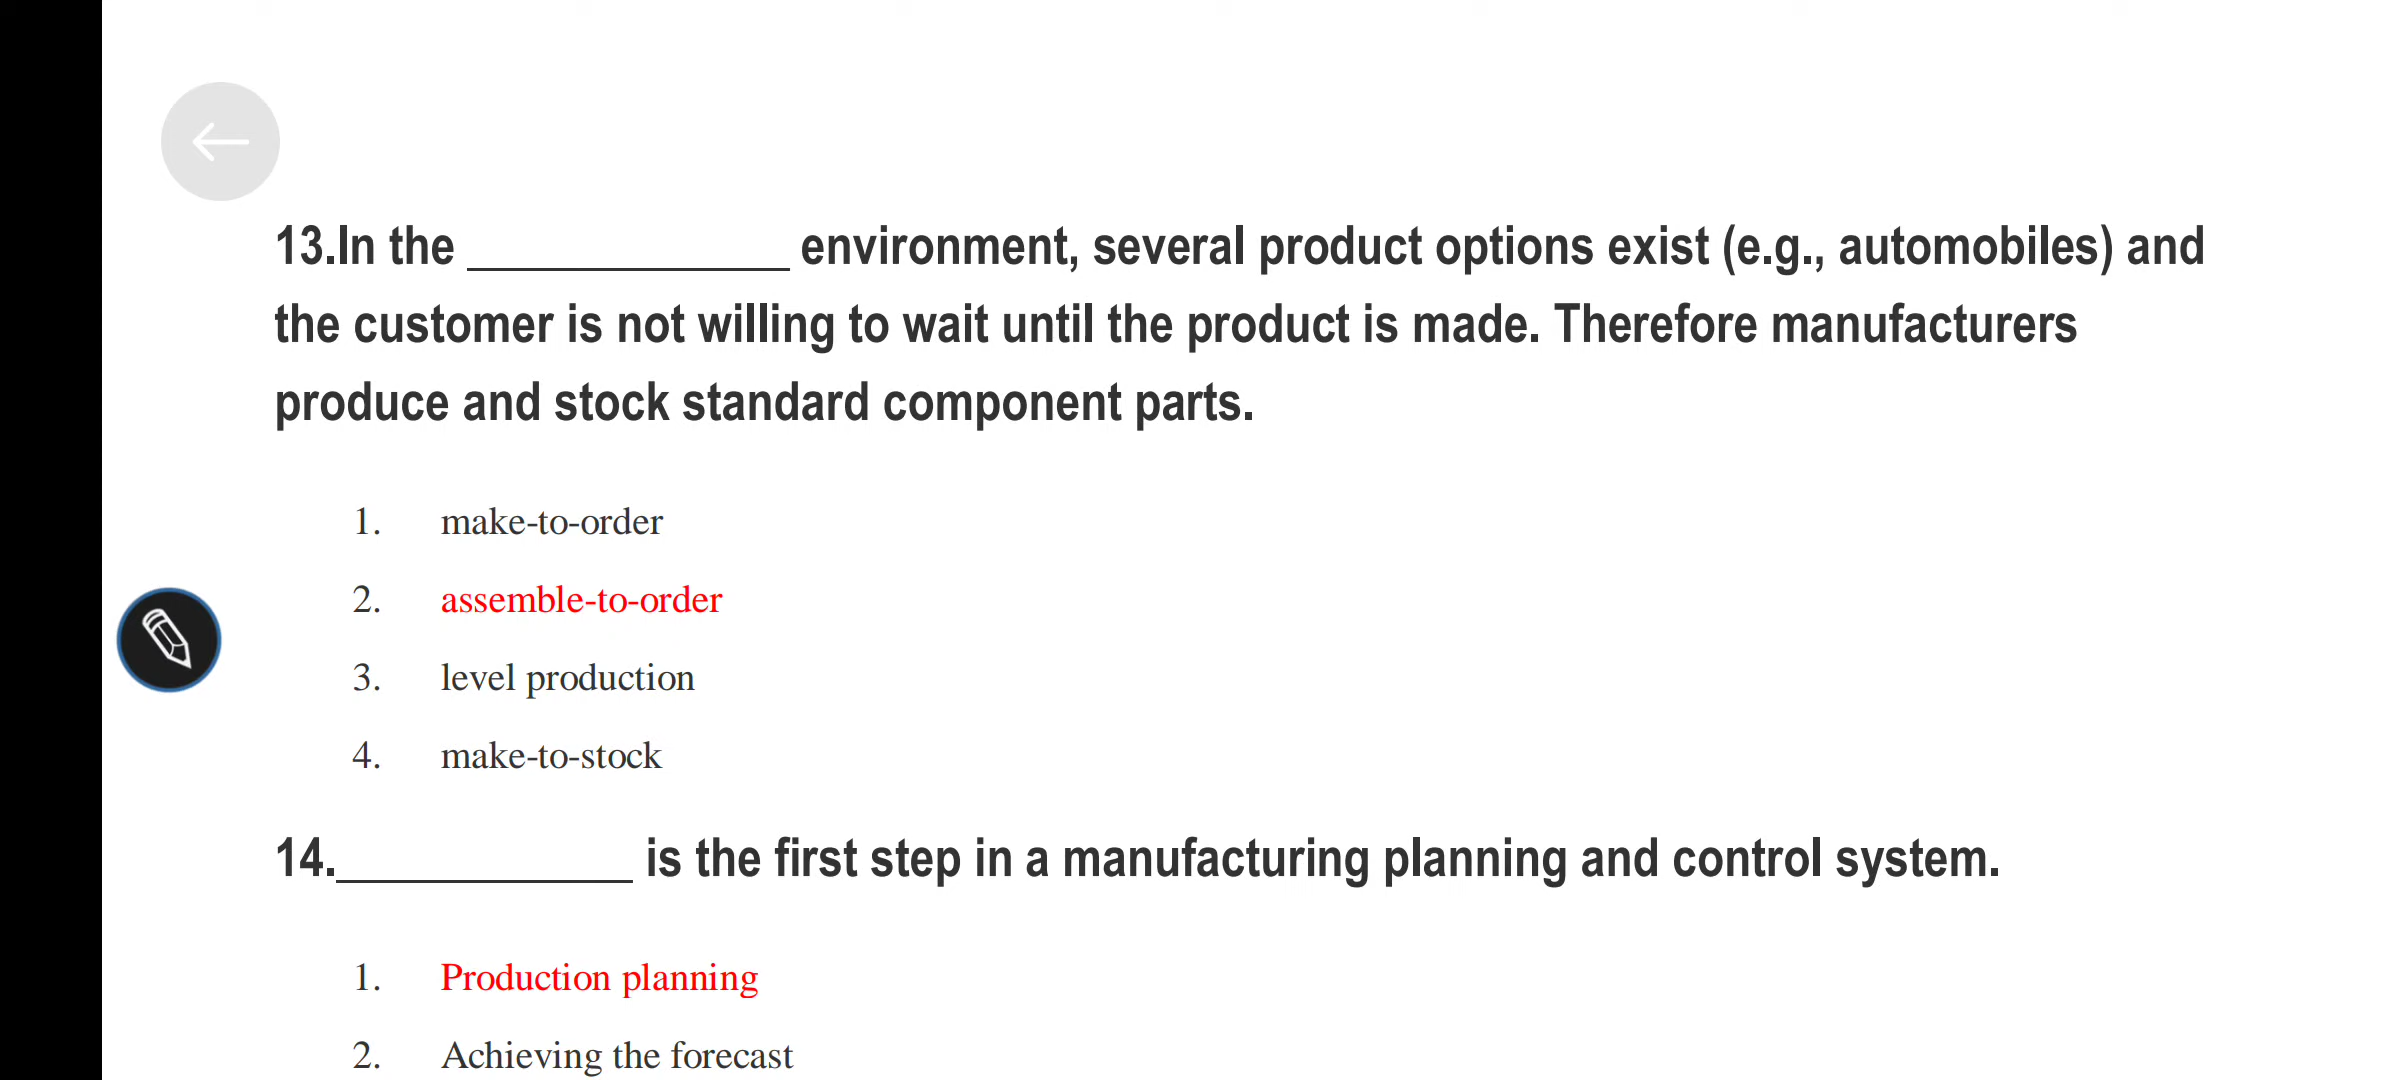 13.In the ____________ environment, several product options exist (e.g., automobiles) and
the customer is not willing to wait until the product is made. Therefore manufacturers
produce and stock standard component parts.
1. make-to-order
2. assemble-to-order
3. level production
4. make-to-stock
14.___________ is the first step in a manufacturing planning and control system.
1. Production planning
2. Achieving the forecast